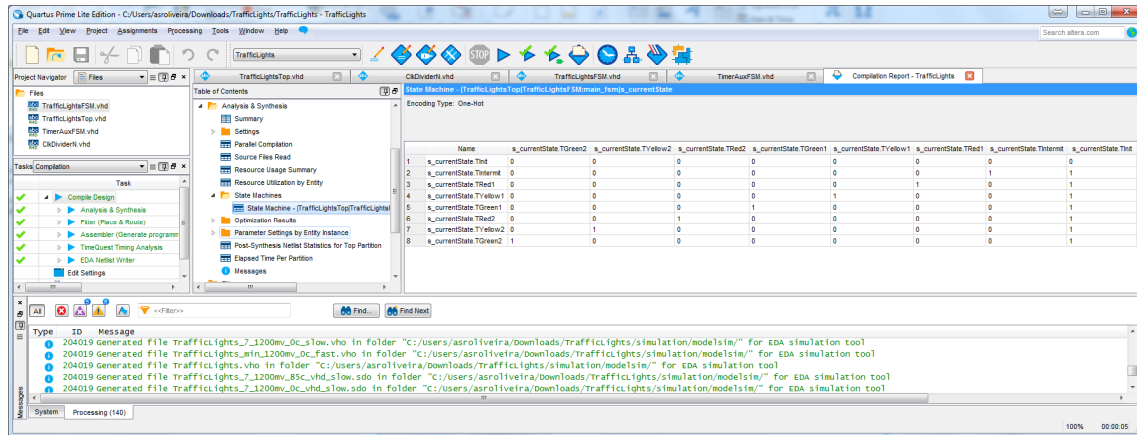 Quartus Prime Lite Edition - C:/Users/asroliveira/Downloads/TrafficLights/TrafficLights - TrafficLights
File Edit View Project Assignments Processing Tools Window Help
Search altera.com
TrafficLights
STOP
Project Navigator Files
Files
TrafficLightsFSM.vhd
TrafficLightsTop.vhd
TimerAuxFSM.vhd
ClkDividerN.vhd
Tasks Compilation
Task
Compile Design
Analysis & Synthesis
Fitter (Place & Route)
Assembler (Generate programm
TimeQuest Timing Analysis
EDA Netlist Writer
Edit Settings
TrafficLightsTop.vhd ClkDividerN.vhd TrafficLightsFSM.vhd TimerAuxFSM.vhd Compilation Report - TrafficLights
Table of Contents
Analysis & Synthesis
Summary
Settings
Parallel Compilation
Source Files Read
Resource Usage Summary
Resource Utilization by Entity
State Machines
State Machine - |TrafficLightsTop|TrafficLightsl
Optimization Results
Parameter Settings by Entity Instance
Post-Synthesis Netlist Statistics for Top Partition
Elapsed Time Per Partition
Messages
State Machine - |TrafficLightsTop|TrafficLightsFSM:main_fsm|s_currentState
Encoding Type: One-Hot
Name s_currentState.TGreen2 s_currentState.TYellow2 s_currentState.TRed2 s_currentState.TGreen1 s_currentState.TYellow1 s_currentState.TRed1 s_currentState.TIntermit s_currentState.TInit
1 s_currentState.TInit 0 0 0 0 0 0 0 0
2 s_currentState.TIntermit 0 0 0 0 0 0 1 1
3 s_currentState.TRed1 0 0 0 0 0 1 0 1
4 s_currentState.TYellow1 0 0 0 0 1 0 0 1
5 s_currentState.TGreen1 0 0 0 1 0 0 0 1
6 s_currentState.TRed2 0 0 1 0 0 0 0 1
7 s_currentState.TYellow2 0 1 0 0 0 0 0 1
8 s_currentState.TGreen2 1 0 0 0 0 0 0 1
All <<Filter>> Find... Find Next
Type ID Message
204019 Generated file TrafficLights_7_1200mv_0c_slow.vho in folder "C:/Users/asroliveira/Downloads/TrafficLights/simulation/modelsim/" for EDA simulation tool
204019 Generated file TrafficLights_min_1200mv_0c_fast.vho in folder "C:/Users/asroliveira/Downloads/TrafficLights/simulation/modelsim/" for EDA simulation tool
204019 Generated file TrafficLights.vho in folder "C:/Users/asroliveira/Downloads/TrafficLights/simulation/modelsim/" for EDA simulation tool
204019 Generated file TrafficLights_7_1200mv_85c_vhd_slow.sdo in folder "C:/Users/asroliveira/Downloads/TrafficLights/simulation/modelsim/" for EDA simulation tool
204019 Generated file TrafficLights_7_1200mv_0c_vhd_slow.sdo in folder "C:/Users/asroliveira/Downloads/TrafficLights/simulation/modelsim/" for EDA simulation tool
Messages
System Processing (140)
100% 00:00:05